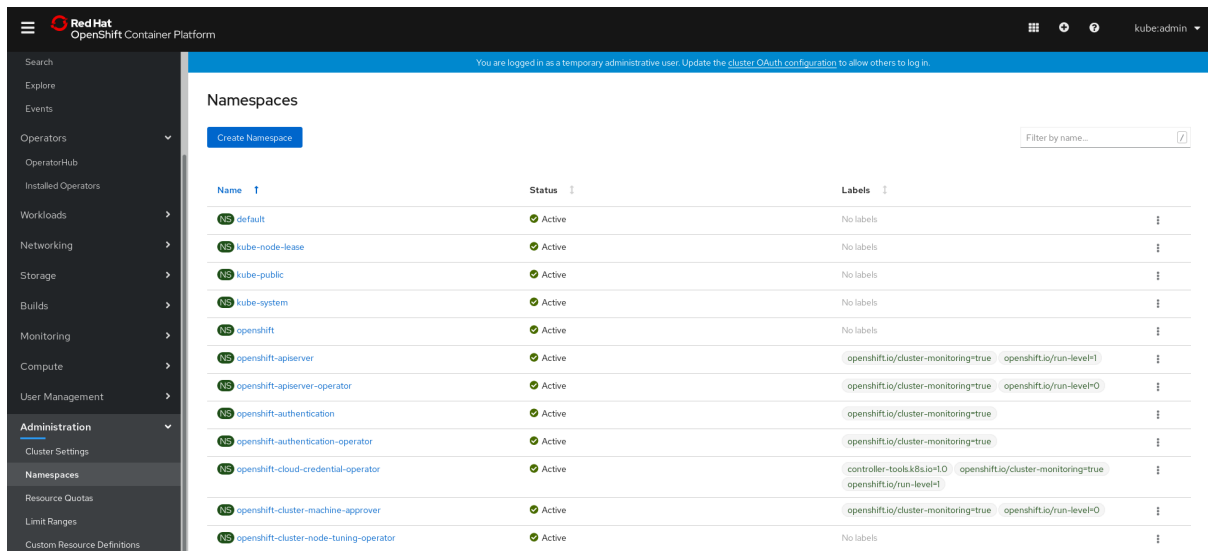 Red Hat
OpenShift Container Platform
kube:admin
Search
Explore
Events
Operators
OperatorHub
Installed Operators
Workloads
Networking
Storage
Builds
Monitoring
Compute
User Management
Administration
Cluster Settings
Namespaces
Resource Quotas
Limit Ranges
Custom Resource Definitions
You are logged in as a temporary administrative user. Update the cluster OAuth configuration to allow others to log in.
Namespaces
Create Namespace
Filter by name... /
Name Status Labels
NS default Active No labels
NS kube-node-lease Active No labels
NS kube-public Active No labels
NS kube-system Active No labels
NS openshift Active No labels
NS openshift-apiserver Active openshift.io/cluster-monitoring=true openshift.io/run-level=1
NS openshift-apiserver-operator Active openshift.io/cluster-monitoring=true openshift.io/run-level=0
NS openshift-authentication Active openshift.io/cluster-monitoring=true
NS openshift-authentication-operator Active openshift.io/cluster-monitoring=true
NS openshift-cloud-credential-operator Active controller-tools.k8s.io=1.0 openshift.io/cluster-monitoring=true
openshift.io/run-level=1
NS openshift-cluster-machine-approver Active openshift.io/cluster-monitoring=true openshift.io/run-level=0
NS openshift-cluster-node-tuning-operator Active No labels